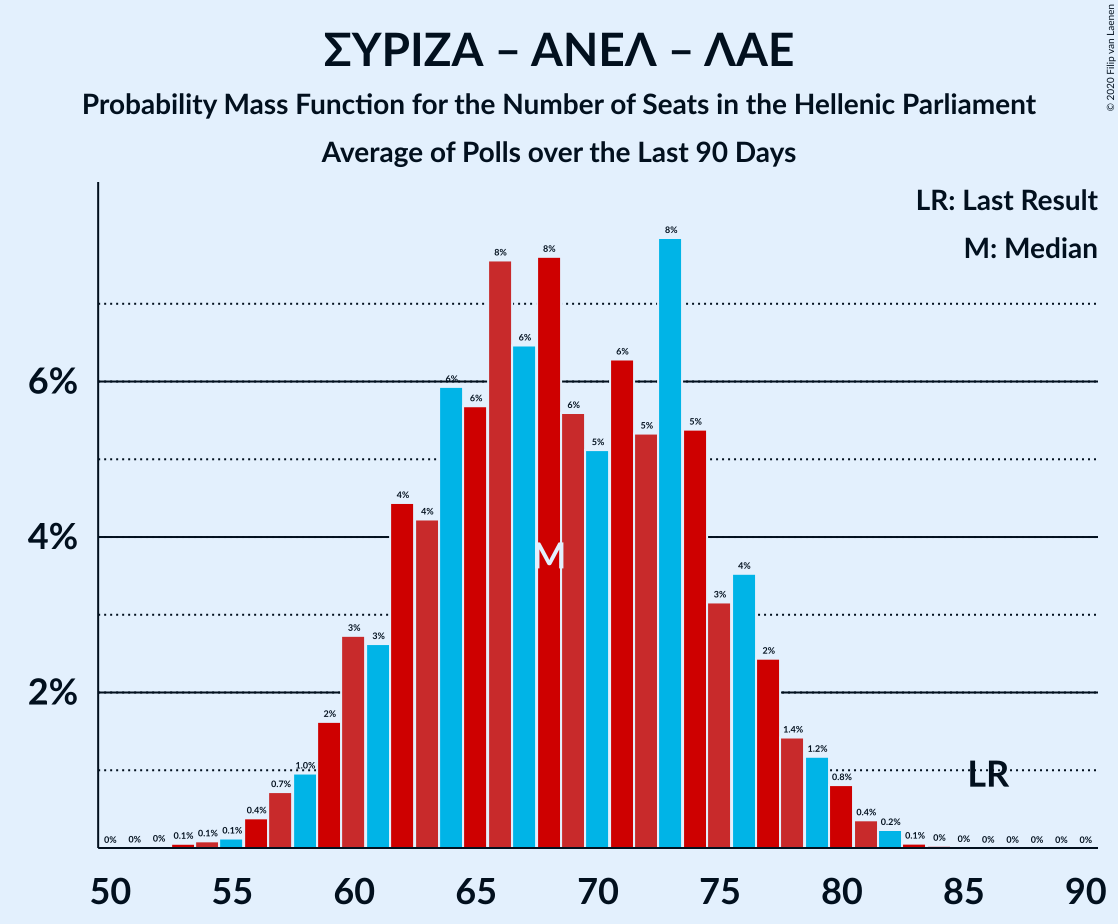 ΣΥΡΙΖΑ – ΑΝΕΛ – ΛΑΕ
Probability Mass Function for the Number of Seats in the Hellenic Parliament
Average of Polls over the Last 90 Days
© 2020 Filip van Laenen
LR: Last Result
M: Median
6%
4%
2%
0% 0% 0% 0.1% 0.1% 0.1% 0.4% 0.7% 1.0% 2% 3% 3% 4% 4% 6% 6% 8% 6% 8% 6% 5% 6% 5% 8% 5% 3% 4% 2% 1.4% 1.2% 0.8% 0.4% 0.2% 0.1% 0% 0% 0% 0% 0% 0% 0%
M
LR
50 55 60 65 70 75 80 85 90